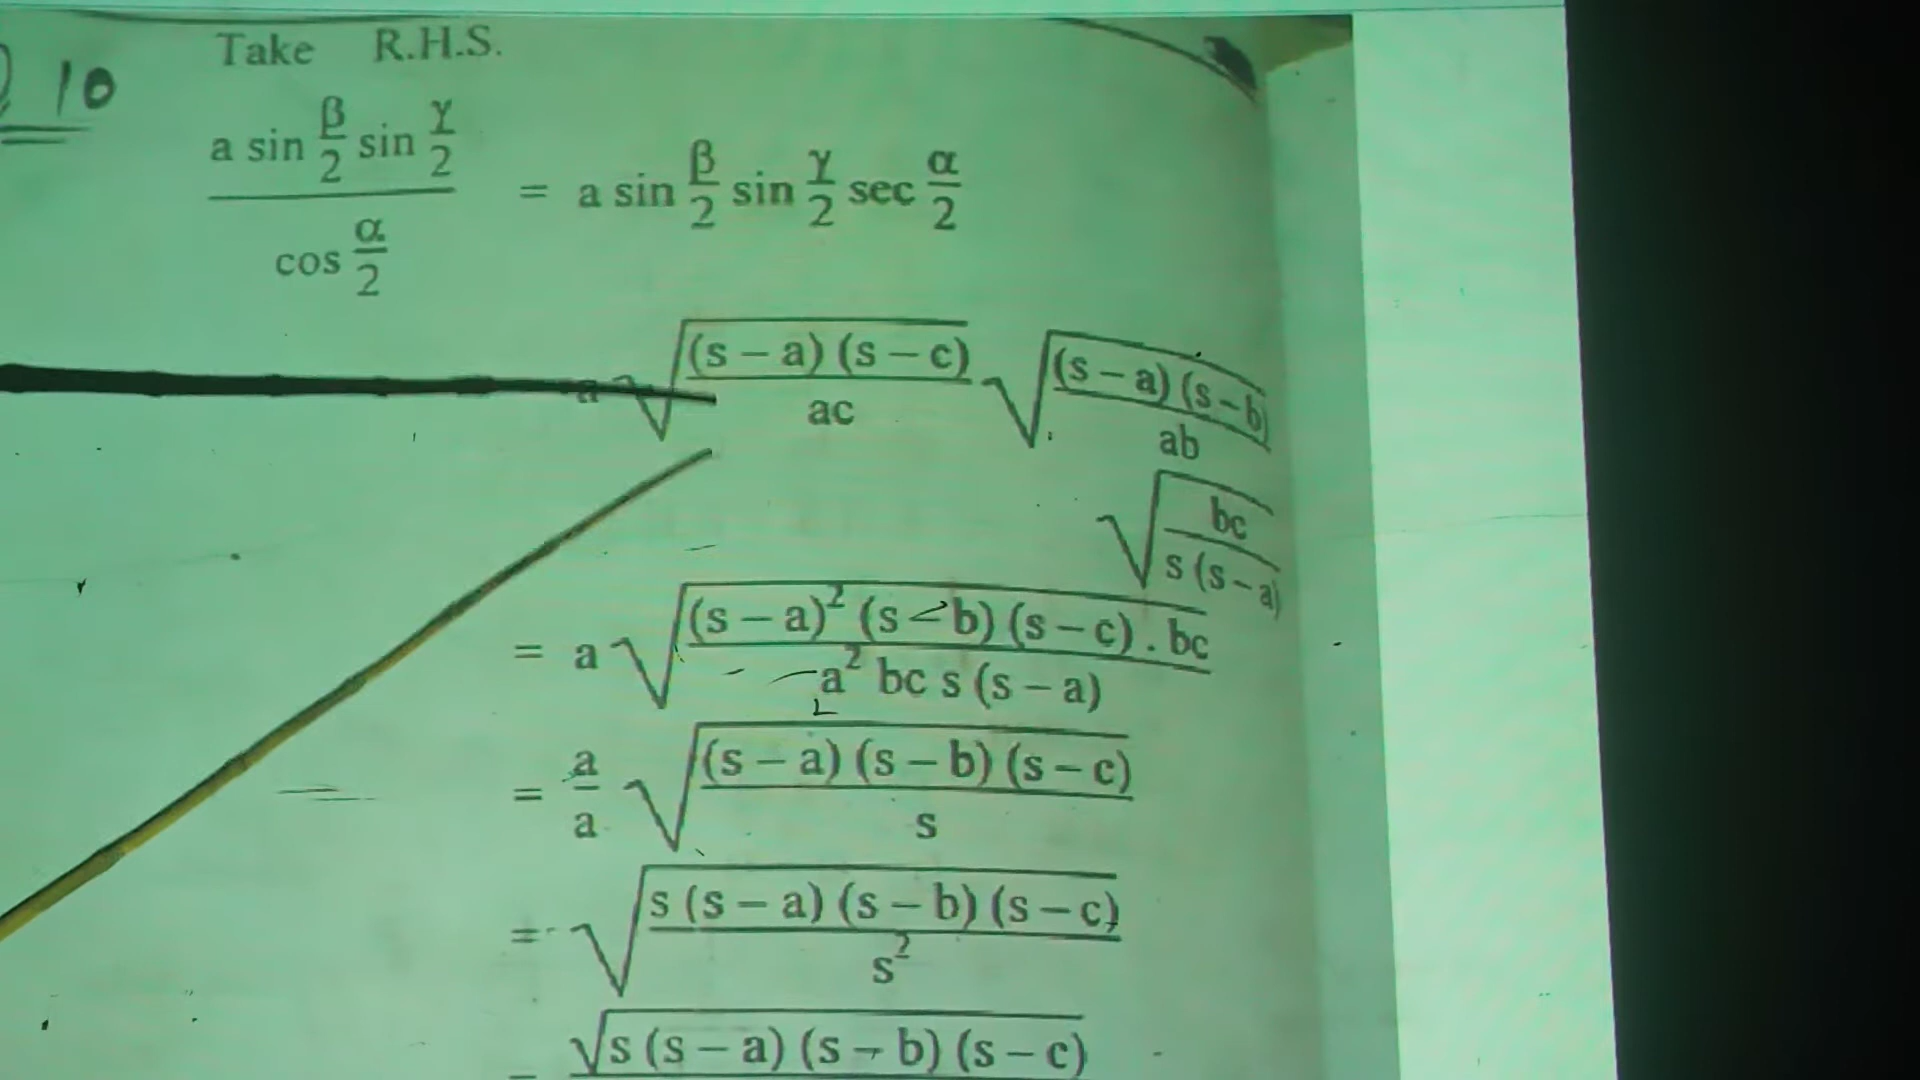 Q 10 Take R.H.S.
a sin β/2 sin γ/2 / cos α/2 = a sin β/2 sin γ/2 sec α/2
a √((s – a) (s – c) / ac) √((s – a) (s – b) / ab)
√(bc / s (s – a))
= a √((s – a)² (s – b) (s – c) . bc / a² bc s (s – a))
= a/a √((s – a) (s – b) (s – c) / s)
= √(s (s – a) (s – b) (s – c) / s²)
= √(s (s – a) (s – b) (s – c))